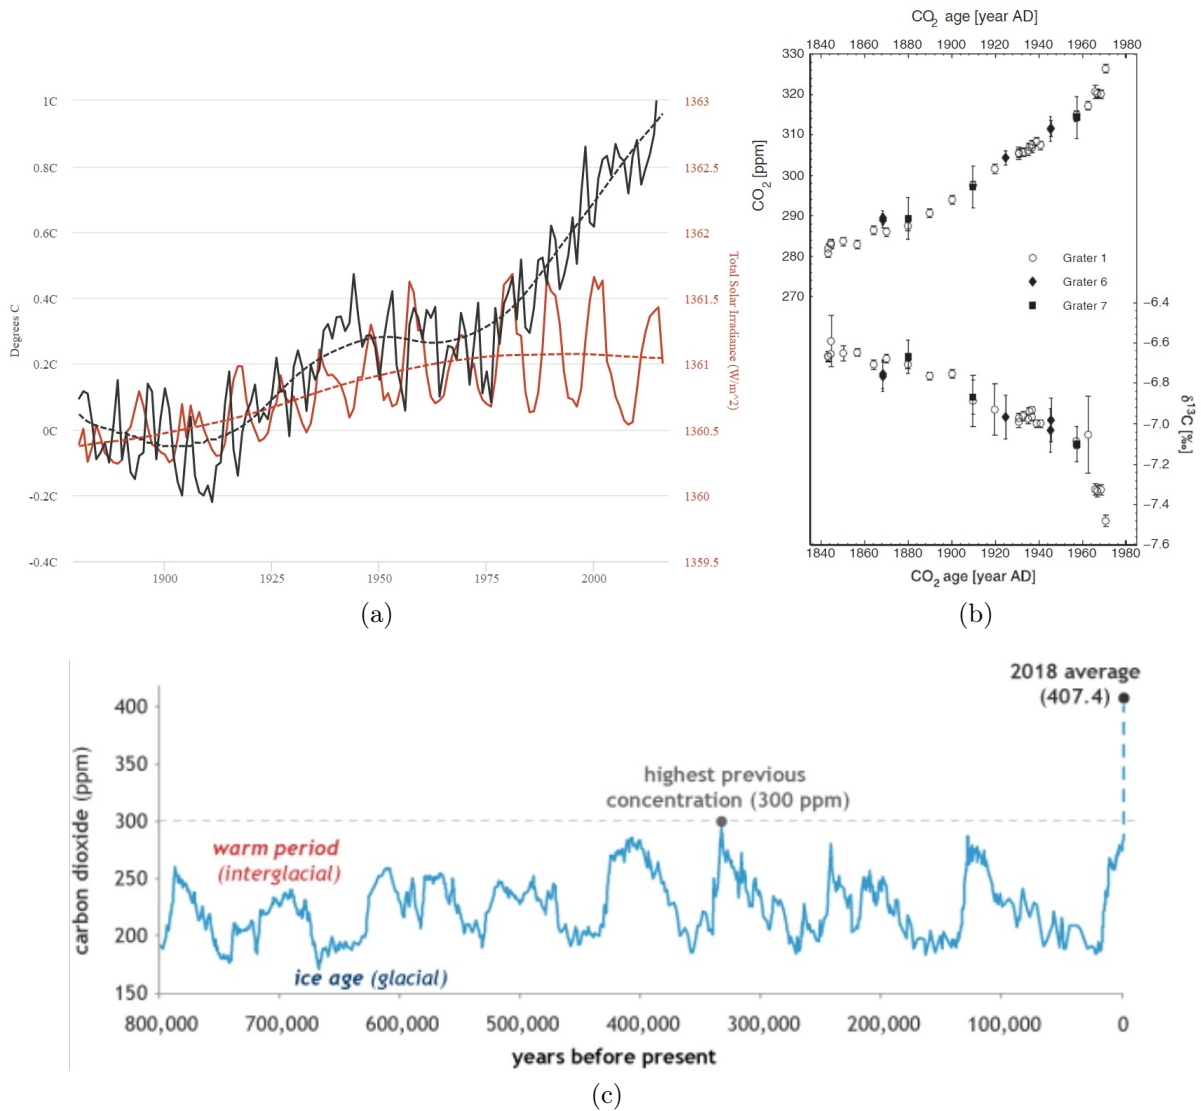 1C
0.8C
0.6C
0.4C
0.2C
0C
-0.2C
-0.4C
Degrees C
1363
1362.5
1362
1361.5
1361
1360.5
1360
1359.5
Total Solar Irradiance (W/m^2)
1900
1925
1950
1975
2000
(a)
CO2 age [year AD]
1840 1860 1880 1900 1910 1920 1940 1960 1980
330
320
310
300
290
280
270
CO2 [ppm]
Grater 1
Grater 6
Grater 7
−6.4
−6.6
−6.8
−7.0
−7.2
−7.4
−7.6
δ13C [‰]
1840 1860 1880 1900 1920 1940 1960 1980
CO2 age [year AD]
(b)
2018 average
(407.4)
400
350
300
250
200
150
carbon dioxide (ppm)
highest previous
concentration (300 ppm)
warm period
(interglacial)
ice age (glacial)
800,000 700,000 600,000 500,000 400,000 300,000 200,000 100,000 0
years before present
(c)